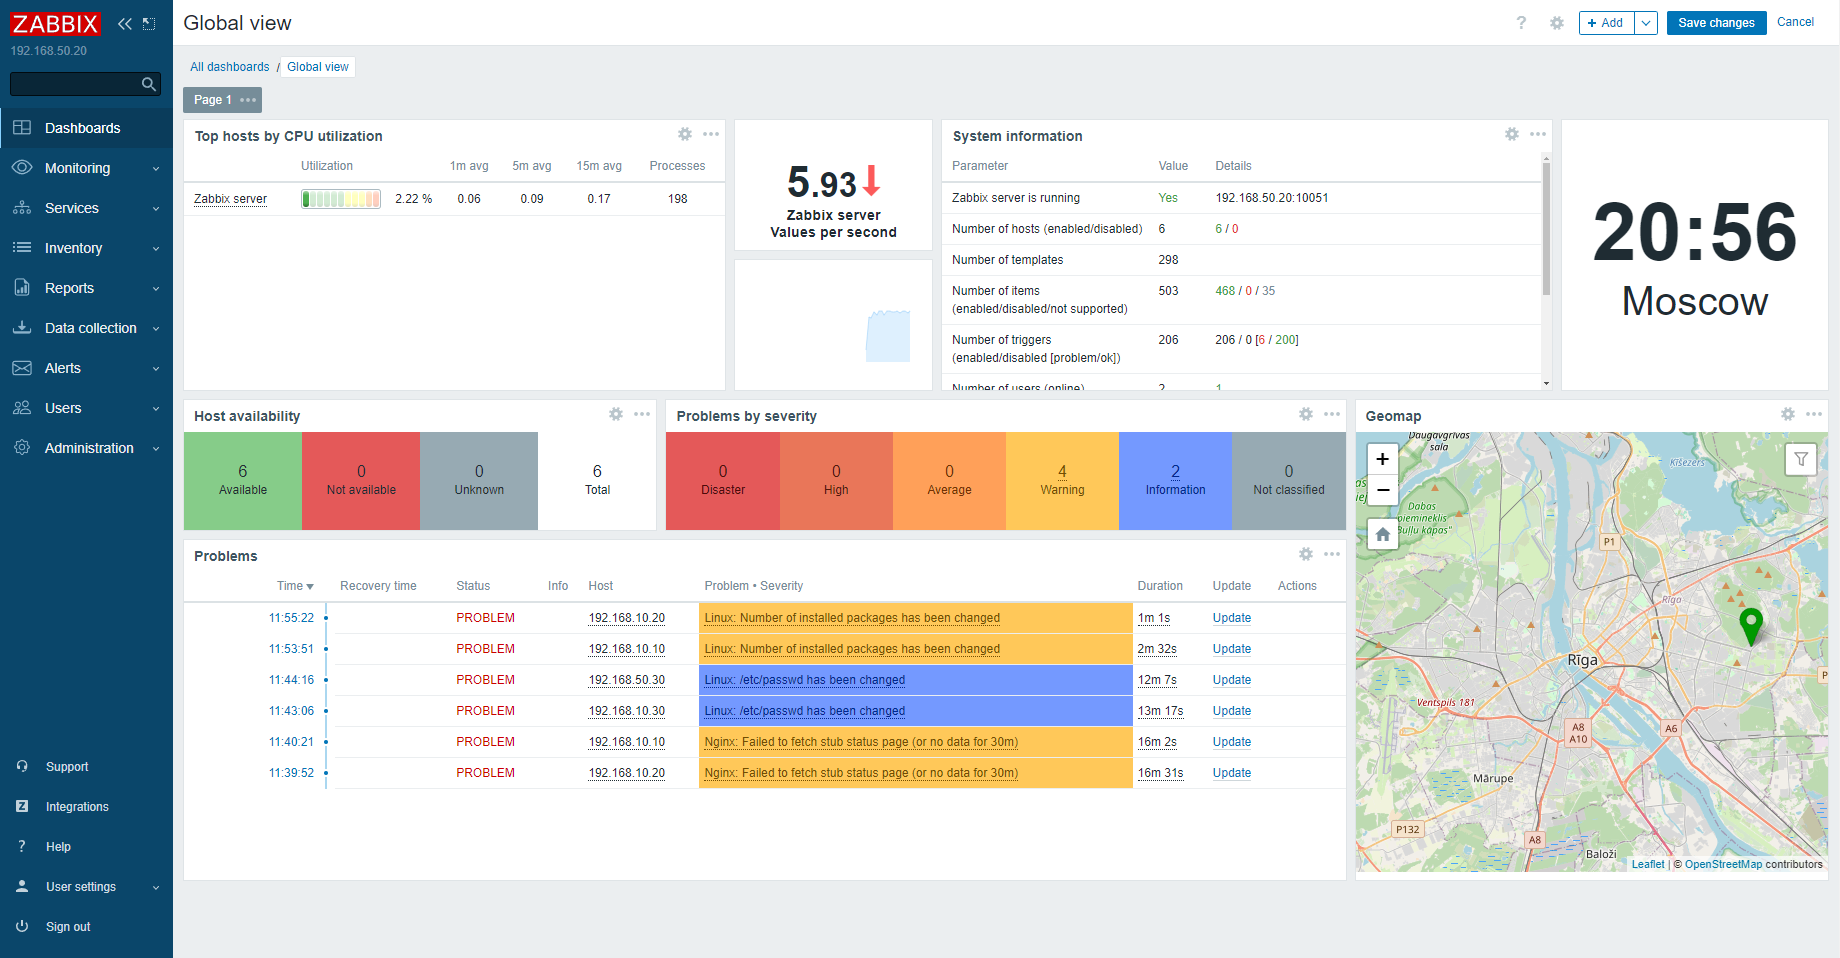 ZABBIX
192.168.50.20
Dashboards
Monitoring
Services
Inventory
Reports
Data collection
Alerts
Users
Administration
Support
Integrations
Help
User settings
Sign out
Global view
? + Add Save changes Cancel
All dashboards / Global view
Page 1
Top hosts by CPU utilization
Utilization 1m avg 5m avg 15m avg Processes
Zabbix server 2.22 % 0.06 0.09 0.17 198
5.93
Zabbix server
Values per second
System information
Parameter Value Details
Zabbix server is running Yes 192.168.50.20:10051
Number of hosts (enabled/disabled) 6 6 / 0
Number of templates 298
Number of items 503 468 / 0 / 35
(enabled/disabled/not supported)
Number of triggers 206 206 / 0 [6 / 200]
(enabled/disabled [problem/ok])
Number of users (online) 2 1
20:56
Moscow
Host availability
6 0 0 6
Available Not available Unknown Total
Problems by severity
0 0 0 4 2 0
Disaster High Average Warning Information Not classified
Problems
Time Recovery time Status Info Host Problem • Severity Duration Update Actions
11:55:22 PROBLEM 192.168.10.20 Linux: Number of installed packages has been changed 1m 1s Update
11:53:51 PROBLEM 192.168.10.10 Linux: Number of installed packages has been changed 2m 32s Update
11:44:16 PROBLEM 192.168.50.30 Linux: /etc/passwd has been changed 12m 7s Update
11:43:06 PROBLEM 192.168.10.30 Linux: /etc/passwd has been changed 13m 17s Update
11:40:21 PROBLEM 192.168.10.10 Nginx: Failed to fetch stub status page (or no data for 30m) 16m 2s Update
11:39:52 PROBLEM 192.168.10.20 Nginx: Failed to fetch stub status page (or no data for 30m) 16m 31s Update
Geomap
Daugavgrīvas
sala
Ķīšezers
+
−
Dabas
piemineklis
"Buļļu kāpas"
P1
Rīga
Rīga
Ventspils 181
A8
A10
A6
P
Mārupe
P132
A8
Baloži
Leaflet | © OpenStreetMap contributors